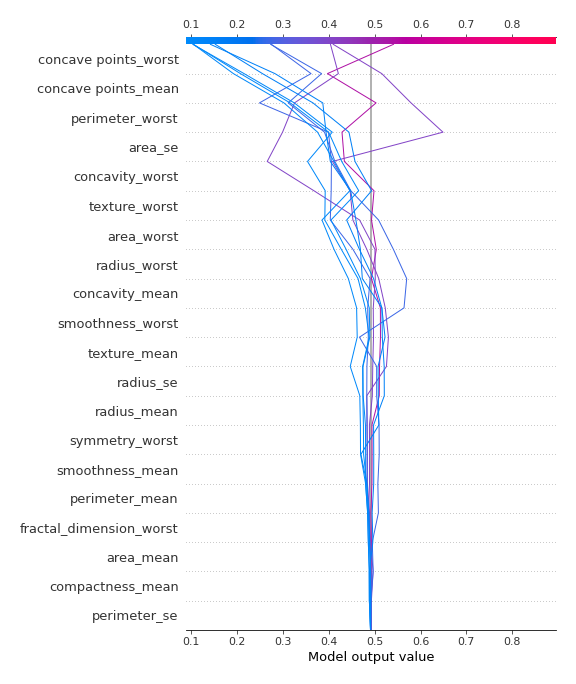 0.1 0.2 0.3 0.4 0.5 0.6 0.7 0.8
concave points_worst
concave points_mean
perimeter_worst
area_se
concavity_worst
texture_worst
area_worst
radius_worst
concavity_mean
smoothness_worst
texture_mean
radius_se
radius_mean
symmetry_worst
smoothness_mean
perimeter_mean
fractal_dimension_worst
area_mean
compactness_mean
perimeter_se
0.1 0.2 0.3 0.4 0.5 0.6 0.7 0.8
Model output value